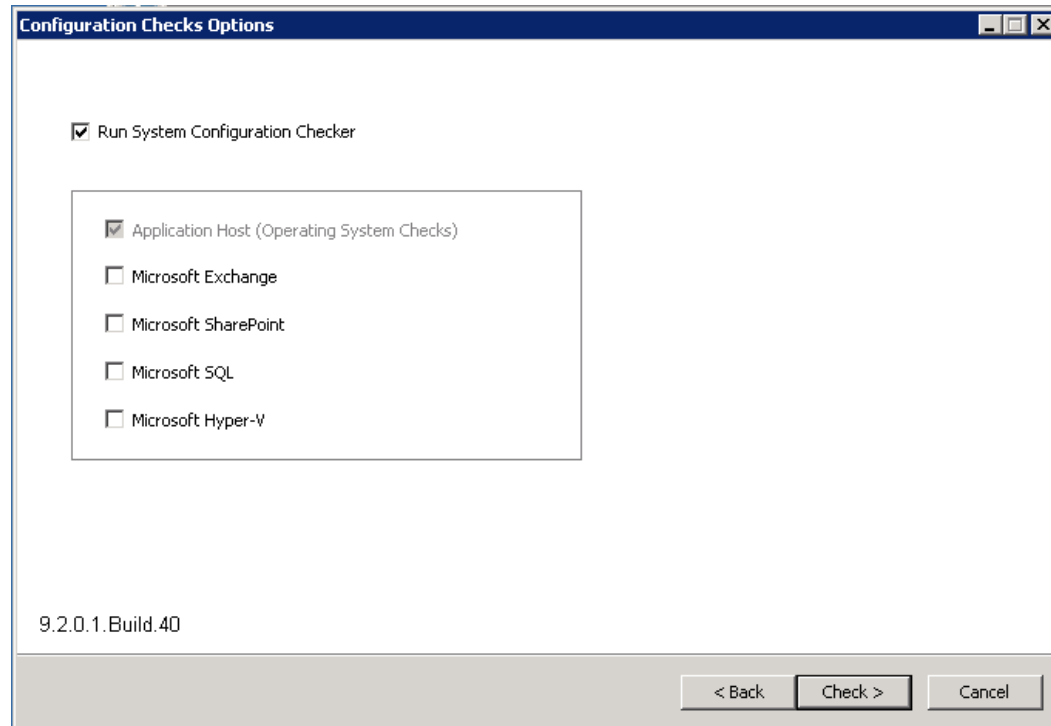 Configuration Checks Options
Run System Configuration Checker
Application Host (Operating System Checks)
Microsoft Exchange
Microsoft SharePoint
Microsoft SQL
Microsoft Hyper-V
9.2.0.1.Build.40
< Back Check > Cancel